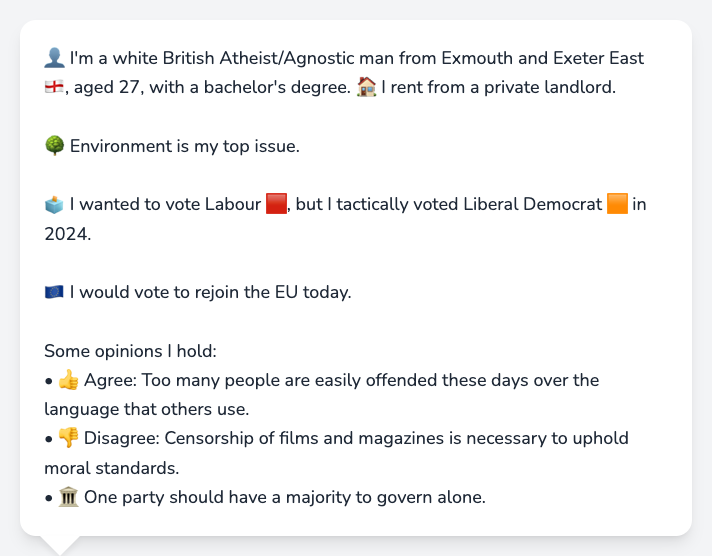 👤 I'm a white British Atheist/Agnostic man from Exmouth and Exeter East
🏴󠁧󠁢󠁥󠁮󠁧󠁿, aged 27, with a bachelor's degree. 🏠 I rent from a private landlord.
🌳 Environment is my top issue.
🗳️ I wanted to vote Labour 🟥, but I tactically voted Liberal Democrat 🟧 in
2024.
🇪🇺 I would vote to rejoin the EU today.
Some opinions I hold:
• 👍 Agree: Too many people are easily offended these days over the
language that others use.
• 👎 Disagree: Censorship of films and magazines is necessary to uphold
moral standards.
• 🏛️ One party should have a majority to govern alone.